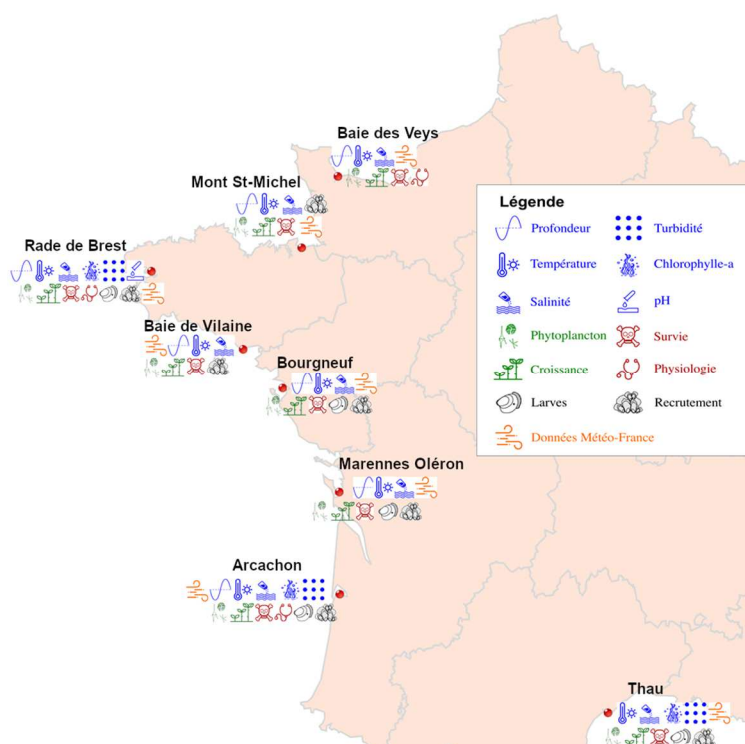 Baie des Veys
Mont St-Michel
Rade de Brest
Baie de Vilaine
Bourgneuf
Marennes Oléron
Arcachon
Thau
Légende
Profondeur
Turbidité
Température
Chlorophylle-a
Salinité
pH
Phytoplancton
Survie
Croissance
Physiologie
Larves
Recrutement
Données Météo-France